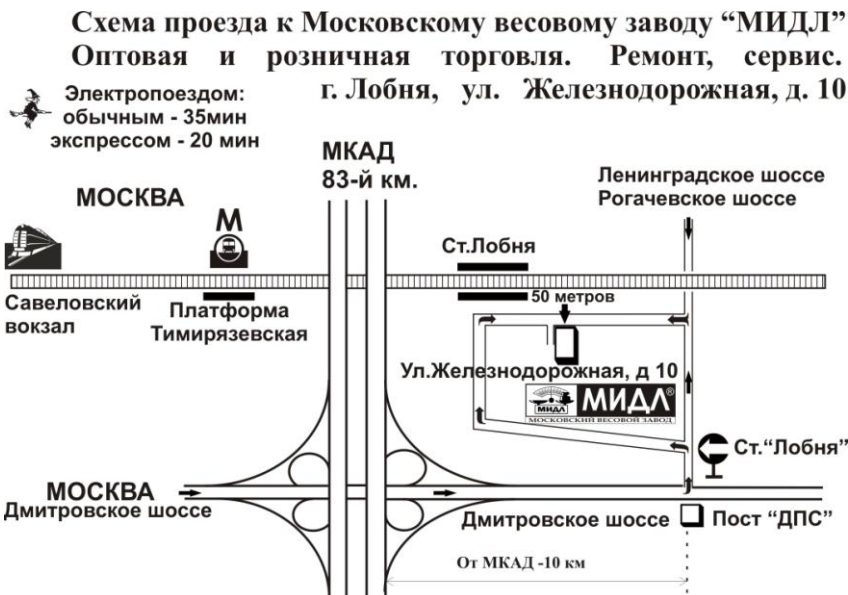 Схема проезда к Московскому весовому заводу “МИДЛ”
Оптовая и розничная торговля. Ремонт, сервис.
г. Лобня, ул. Железнодорожная, д. 10
Электропоездом:
обычным - 35мин
экспрессом - 20 мин
МКАД
83-й км.
Ленинградское шоссе
Рогачевское шоссе
МОСКВА
М
Ст.Лобня
Савеловский
вокзал
Платформа
Тимирязевская
50 метров
Ул.Железнодорожная, д 10
МИДЛ
МИДЛ®
МОСКОВСКИЙ ВЕСОВОЙ ЗАВОД
Ст.“Лобня”
МОСКВА
Дмитровское шоссе
Дмитровское шоссе
Пост “ДПС”
От МКАД -10 км